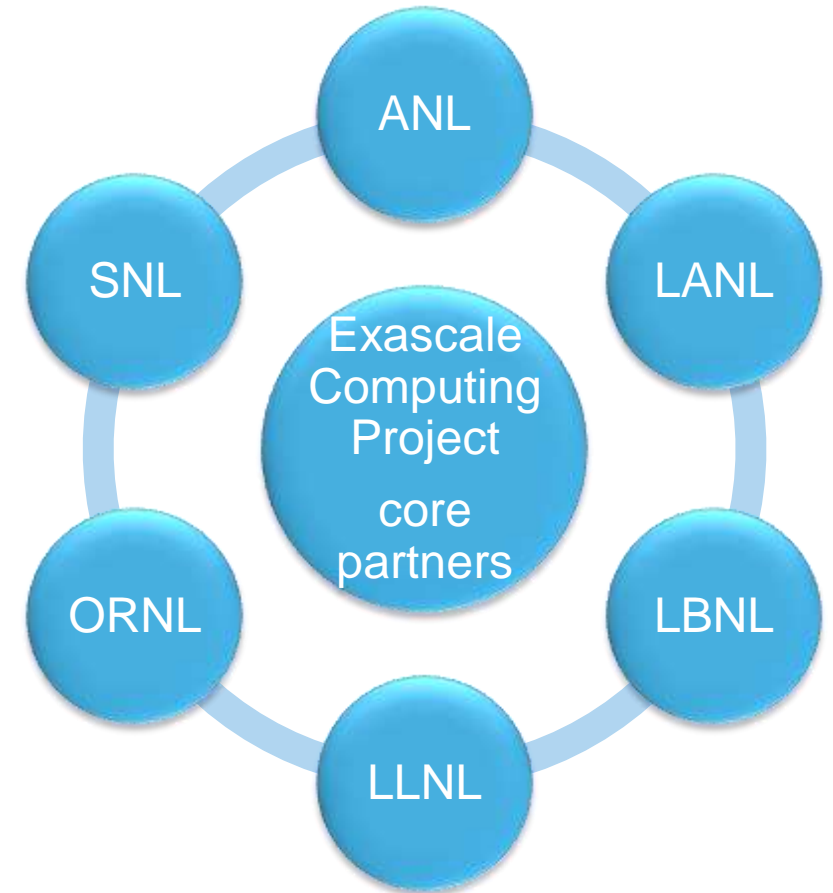 ANL
SNL
LANL
Exascale
Computing
Project
core
partners
ORNL
LBNL
LLNL